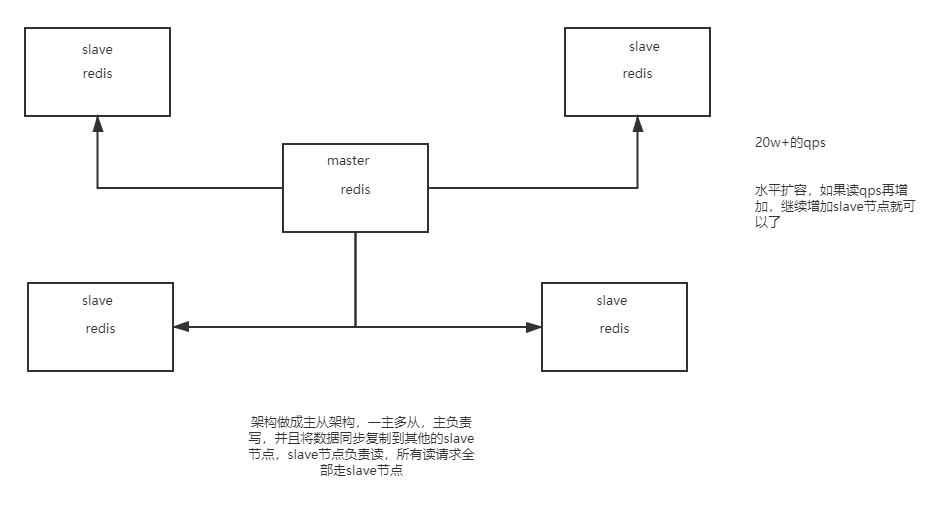 slave
redis
slave
redis
master
redis
20w+的qps
水平扩容，如果读qps再增
加，继续增加slave节点就可
以了
slave
redis
slave
redis
架构做成主从架构，一主多从，主负责
写，并且将数据同步复制到其他的slave
节点，slave节点负责读，所有读请求全
部走slave节点